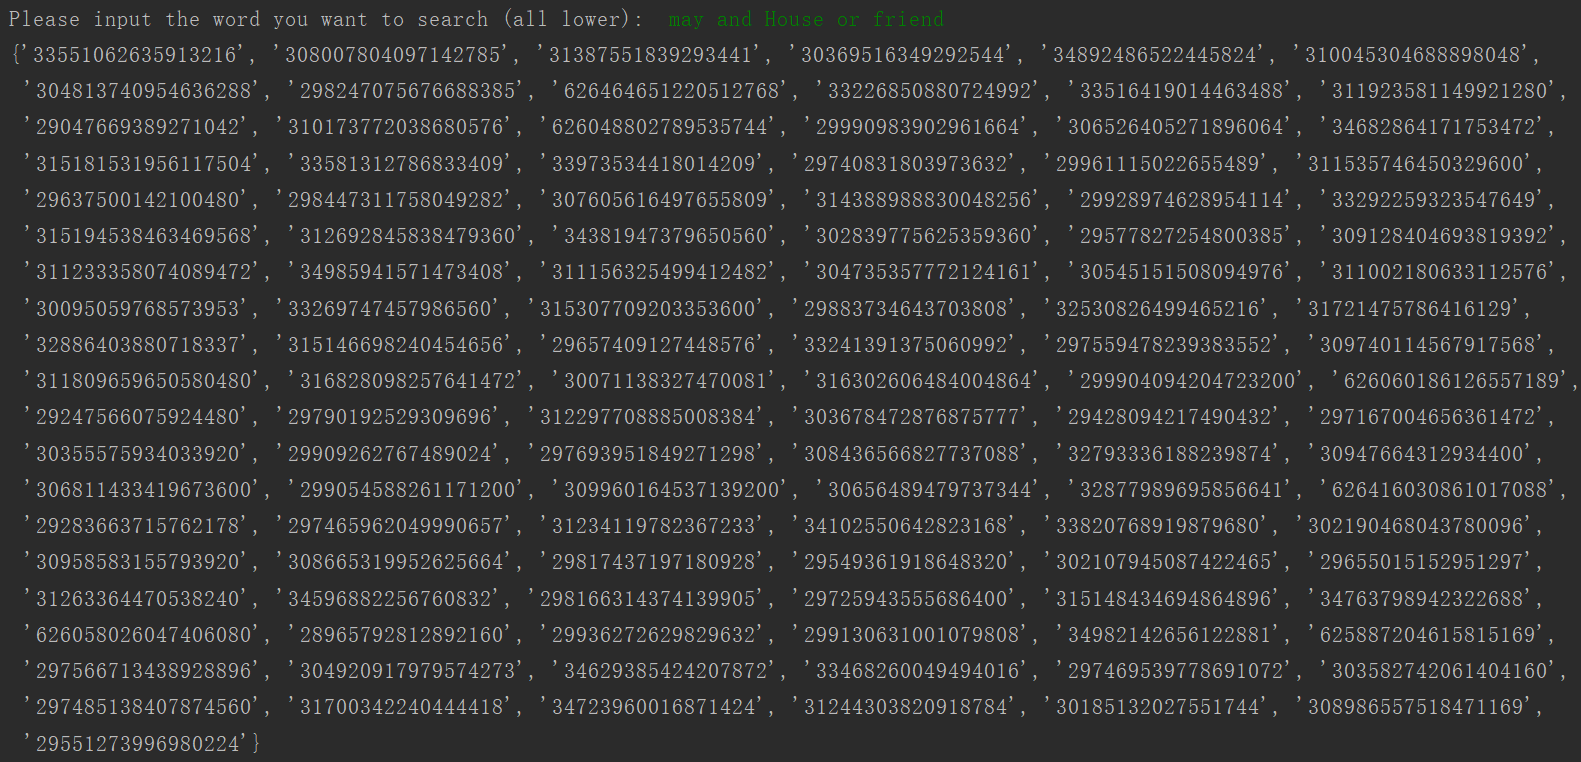 Please input the word you want to search (all lower):  may and House or friend
{'33551062635913216', '308007804097142785', '31387551839293441', '30369516349292544', '34892486522445824', '310045304688898048',
 '304813740954636288', '298247075676688385', '626464651220512768', '33226850880724992', '33516419014463488', '311923581149921280',
 '29047669389271042', '310173772038680576', '626048802789535744', '29990983902961664', '306526405271896064', '34682864171753472',
 '315181531956117504', '33581312786833409', '33973534418014209', '29740831803973632', '29961115022655489', '311535746450329600',
 '29637500142100480', '298447311758049282', '307605616497655809', '314388988830048256', '29928974628954114', '33292259323547649',
 '315194538463469568', '312692845838479360', '34381947379650560', '302839775625359360', '29577827254800385', '309128404693819392',
 '311233358074089472', '34985941571473408', '311156325499412482', '304735357772124161', '30545151508094976', '311002180633112576',
 '30095059768573953', '332697457986560', '315307709203353600', '29883734643703808', '32530826499465216', '31721475786416129',
 '32886403880718337', '315146698240454656', '29657409127448576', '33241391375060992', '297559478239383552', '309740114567917568',
 '311809659650580480', '316828098257641472', '30071138327470081', '316302606484004864', '299904094204723200', '626060186126557189',
 '29247566075924480', '29790192529309696', '312297708885008384', '303678472876875777', '29428094217490432', '297167004656361472',
 '30355575934033920', '29909262767489024', '297693951849271298', '308436566827737088', '32793336188239874', '30947664312934400',
 '306811433419673600', '299054588261171200', '309960164537139200', '30656489479737344', '32877989695856641', '626416030861017088',
 '29283663715762178', '297465962049990657', '31234119782367233', '34102550642823168', '33820768919879680', '302190468043780096',
 '30958583155793920', '308665319952625664', '29817437197180928', '29549361918648320', '302107945087422465', '29655015152951297',
 '31263364470538240', '34596882256760832', '298166314374139905', '29725943555686400', '315148434694864896', '34763798942322688',
 '626058026047406080', '28965792812892160', '29936272629829632', '299130631001079808', '34982142656122881', '625887204615815169',
 '297566713438928896', '304920917979574273', '34629385424207872', '33468260049494016', '297469539778691072', '303582742061404160',
 '297485138407874560', '31700342240444418', '34723960016871424', '31244303820918784', '30185132027551744', '308986557518471169',
 '29551273996980224'}